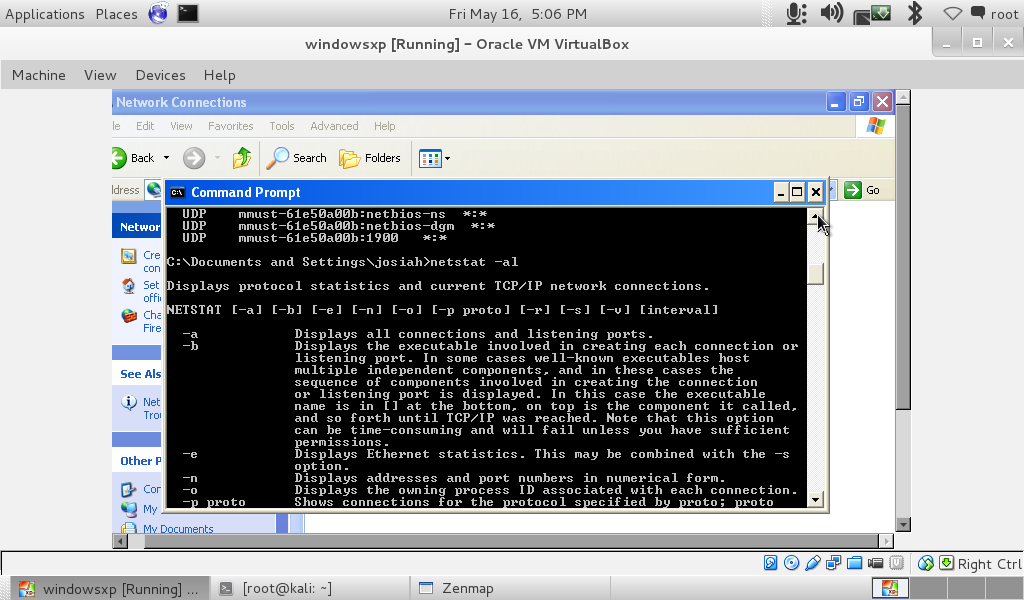 Applications Places Fri May 16, 5:06 PM root
windowsxp [Running] - Oracle VM VirtualBox
Machine View Devices Help
Network Connections
le Edit View Favorites Tools Advanced Help
Back Search Folders
ddress Go
C:\ Command Prompt
Networ
UDP mmust-61e50a00b:netbios-ns *:*
UDP mmust-61e50a00b:netbios-dgm *:*
UDP mmust-61e50a00b:1900 *:*
Cre
con
C:\Documents and Settings\josiah>netstat -al
Set
offi
Displays protocol statistics and current TCP/IP network connections.
Cha
Fire
NETSTAT [-a] [-b] [-e] [-n] [-o] [-p proto] [-r] [-s] [-v] [interval]
-a Displays all connections and listening ports.
-b Displays the executable involved in creating each connection or
listening port. In some cases well-known executables host
multiple independent components, and in these cases the
sequence of components involved in creating the connection
or listening port is displayed. In this case the executable
name is in [] at the bottom, on top is the component it called,
and so forth until TCP/IP was reached. Note that this option
can be time-consuming and will fail unless you have sufficient
permissions.
-e Displays Ethernet statistics. This may be combined with the -s
option.
-n Displays addresses and port numbers in numerical form.
-o Displays the owning process ID associated with each connection.
-p proto Shows connections for the protocol specified by proto; proto
See Als
Net
Trou
Other P
Con
My
My Documents
Right Ctrl
windowsxp [Running] ... [root@kali: ~] Zenmap